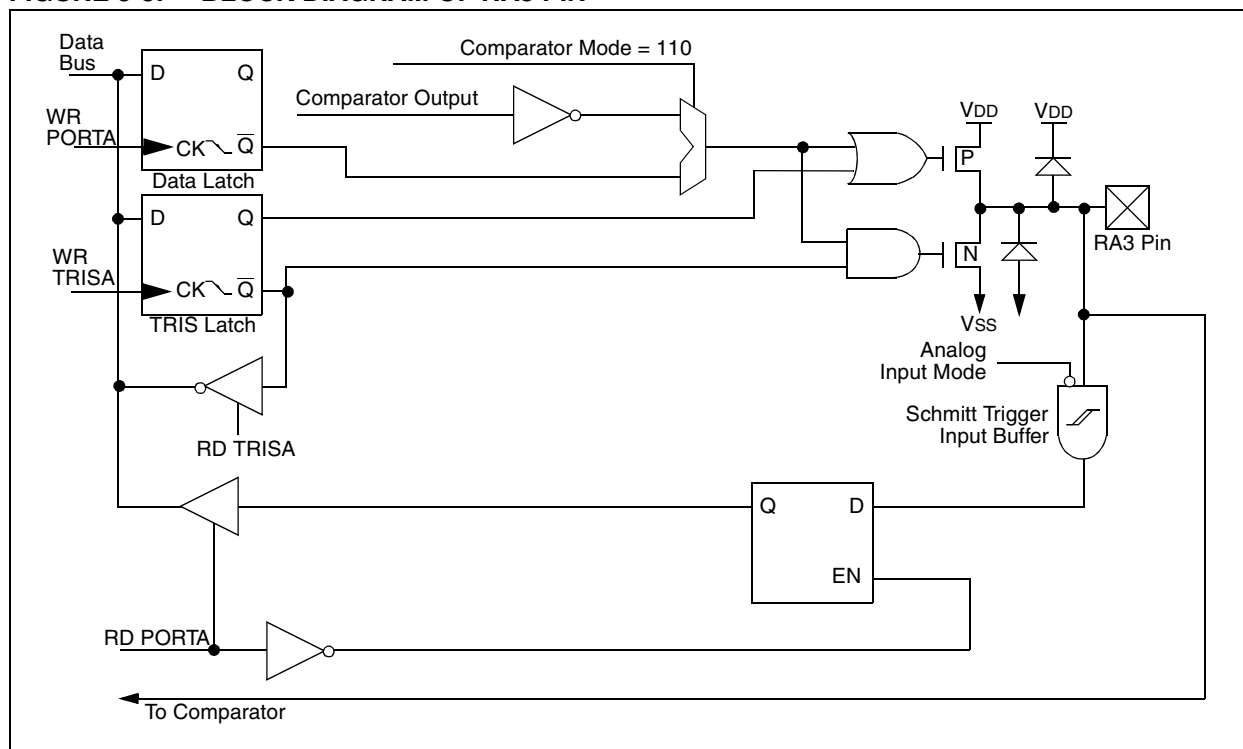 Data
Bus
D Q
WR
PORTA
CK Q
Data Latch
Comparator Mode = 110
Comparator Output
VDD
VDD
P
D Q
WR
TRISA
CK Q
TRIS Latch
N
RA3 Pin
VSS
Analog
Input Mode
Schmitt Trigger
Input Buffer
RD TRISA
Q D
EN
RD PORTA
To Comparator